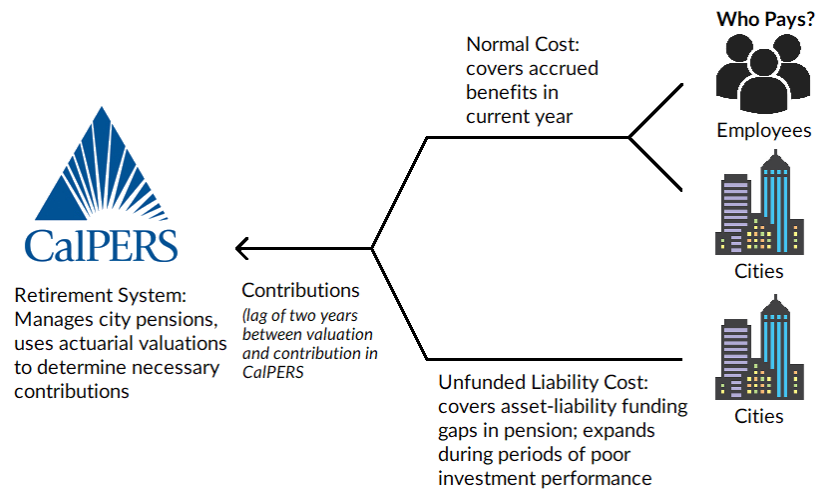 Who Pays?
Normal Cost:
covers accrued
benefits in
current year
Employees
Cities
CalPERS
Retirement System:
Manages city pensions,
uses actuarial valuations
to determine necessary
contributions
Contributions
(lag of two years
between valuation
and contribution in
CalPERS
Unfunded Liability Cost:
covers asset-liability funding
gaps in pension; expands
during periods of poor
investment performance
Cities